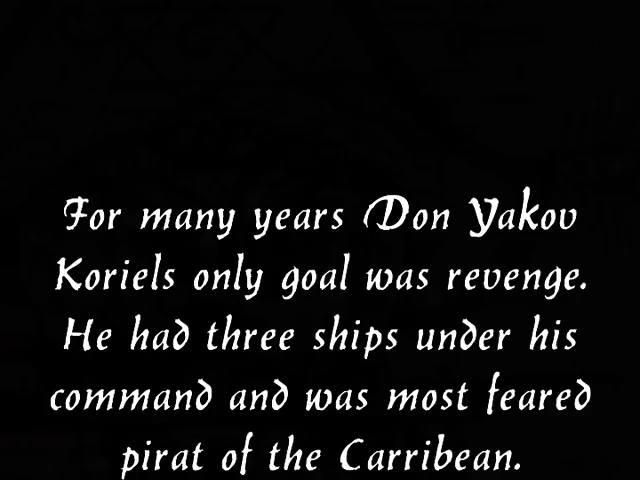 For many years Don Yakov
Koriels only goal was revenge.
He had three ships under his
command and was most feared
pirat of the Carribean.